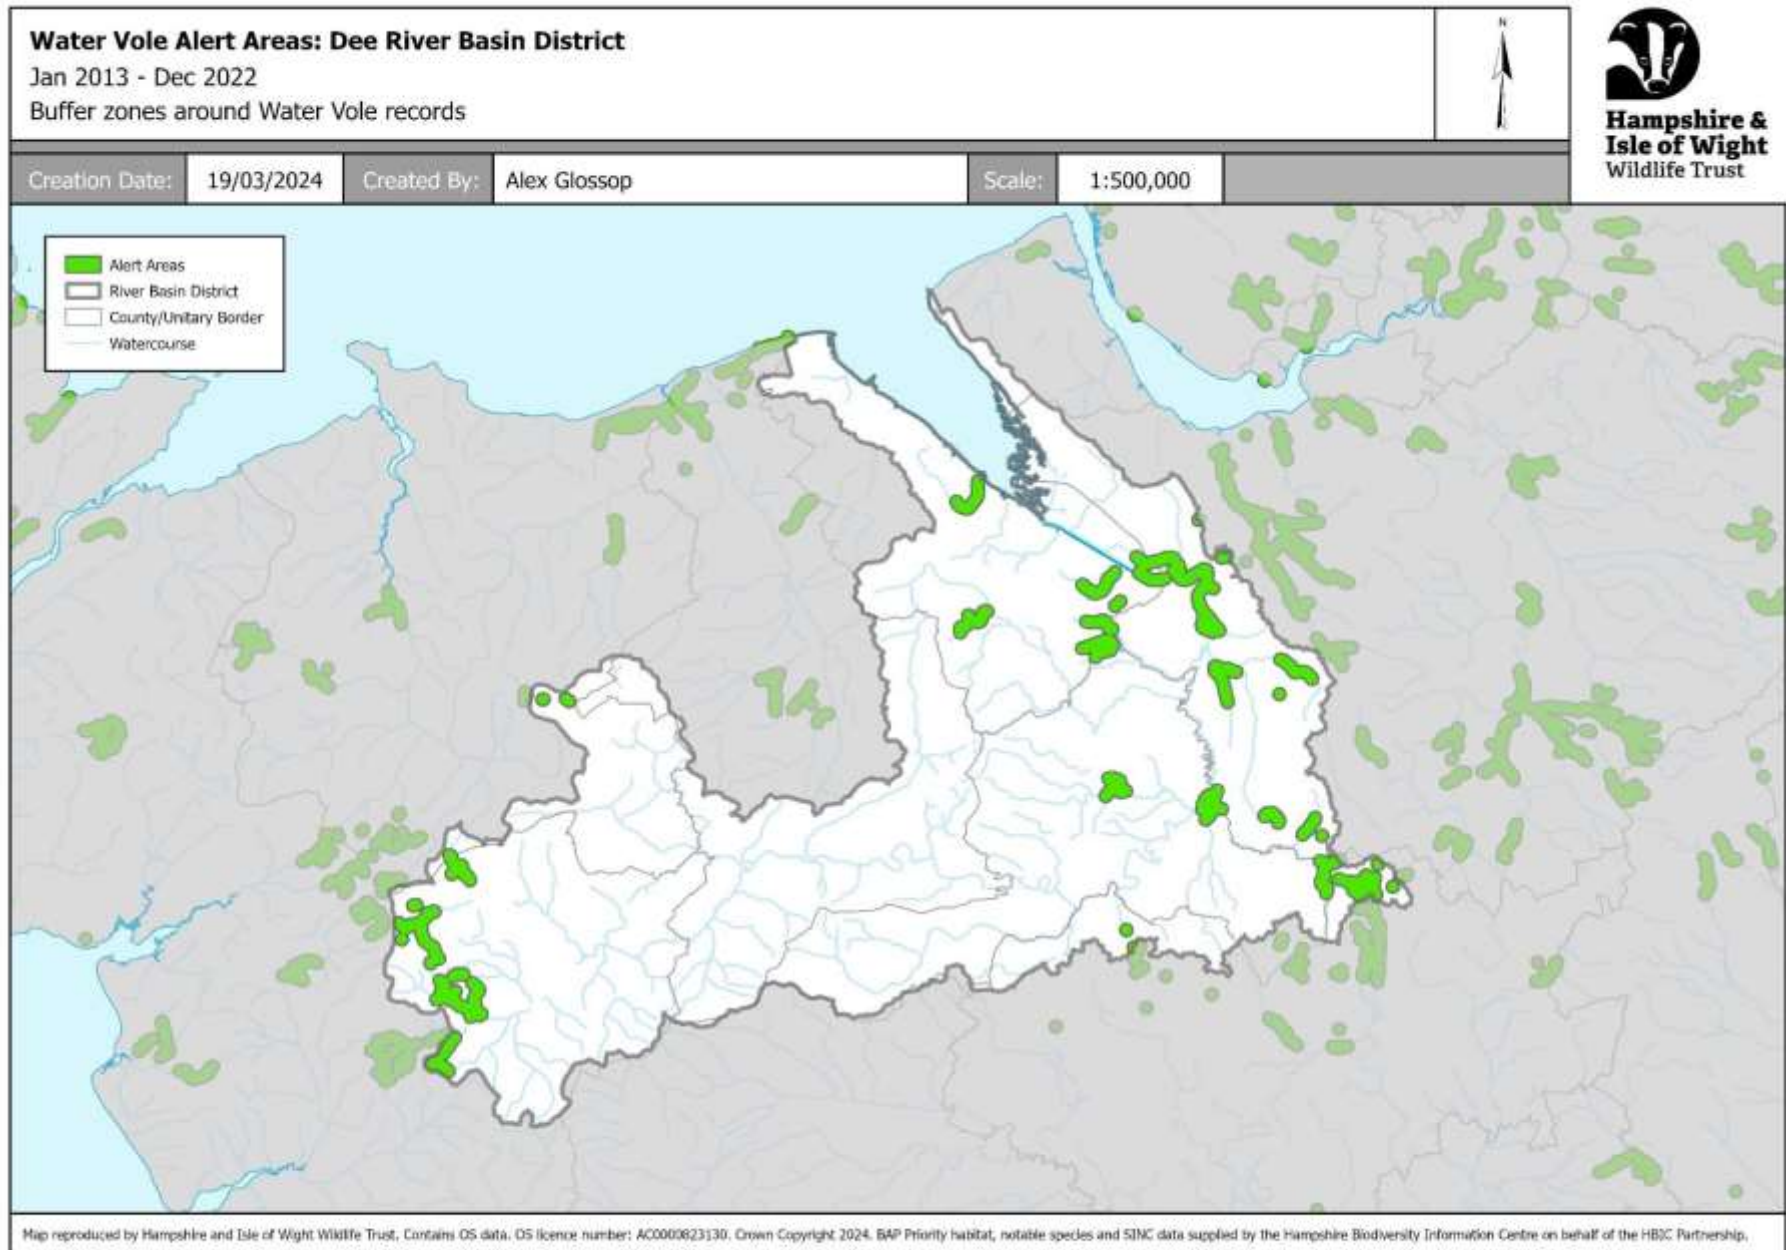 Water Vole Alert Areas: Dee River Basin District
Jan 2013 - Dec 2022
Buffer zones around Water Vole records
N
Hampshire &
Isle of Wight
Wildlife Trust
Creation Date: 19/03/2024 Created By: Alex Glossop Scale: 1:500,000
Alert Areas
River Basin District
County/Unitary Border
Watercourse
Map reproduced by Hampshire and Isle of Wight Wildlife Trust. Contains OS data. OS licence number: AC0000823130. Crown Copyright 2024. BAP Priority habitat, notable species and SINC data supplied by the Hampshire Biodiversity Information Centre on behalf of the HBIC Partnership.